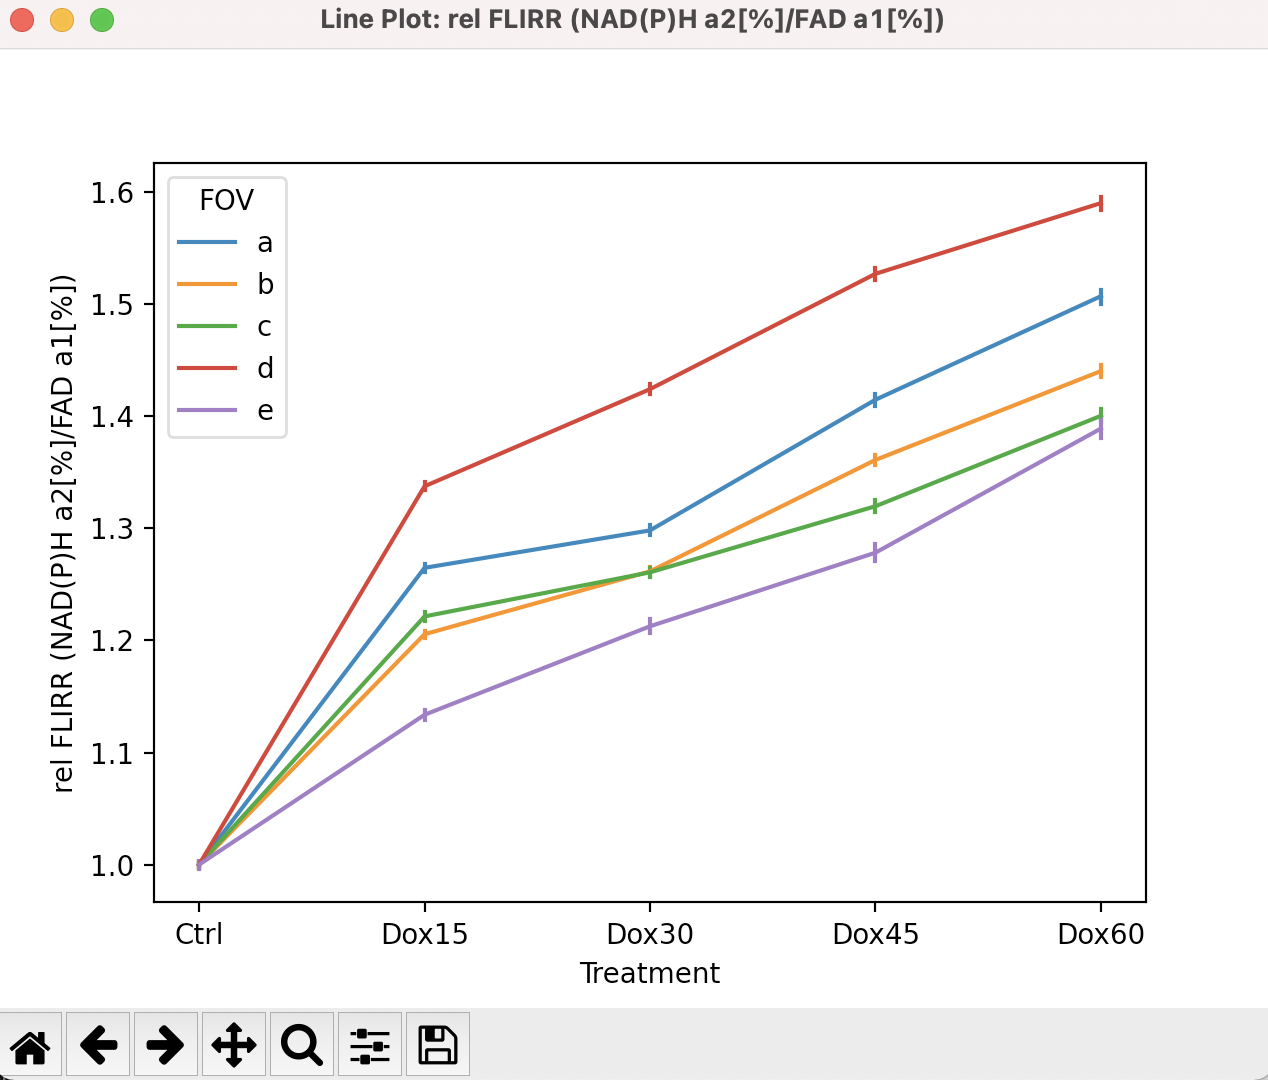 Line Plot: rel FLIRR (NAD(P)H a2[%]/FAD a1[%])
rel FLIRR (NAD(P)H a2[%]/FAD a1[%])
1.6
1.5
1.4
1.3
1.2
1.1
1.0
FOV
a
b
c
d
e
Ctrl Dox15 Dox30 Dox45 Dox60
Treatment